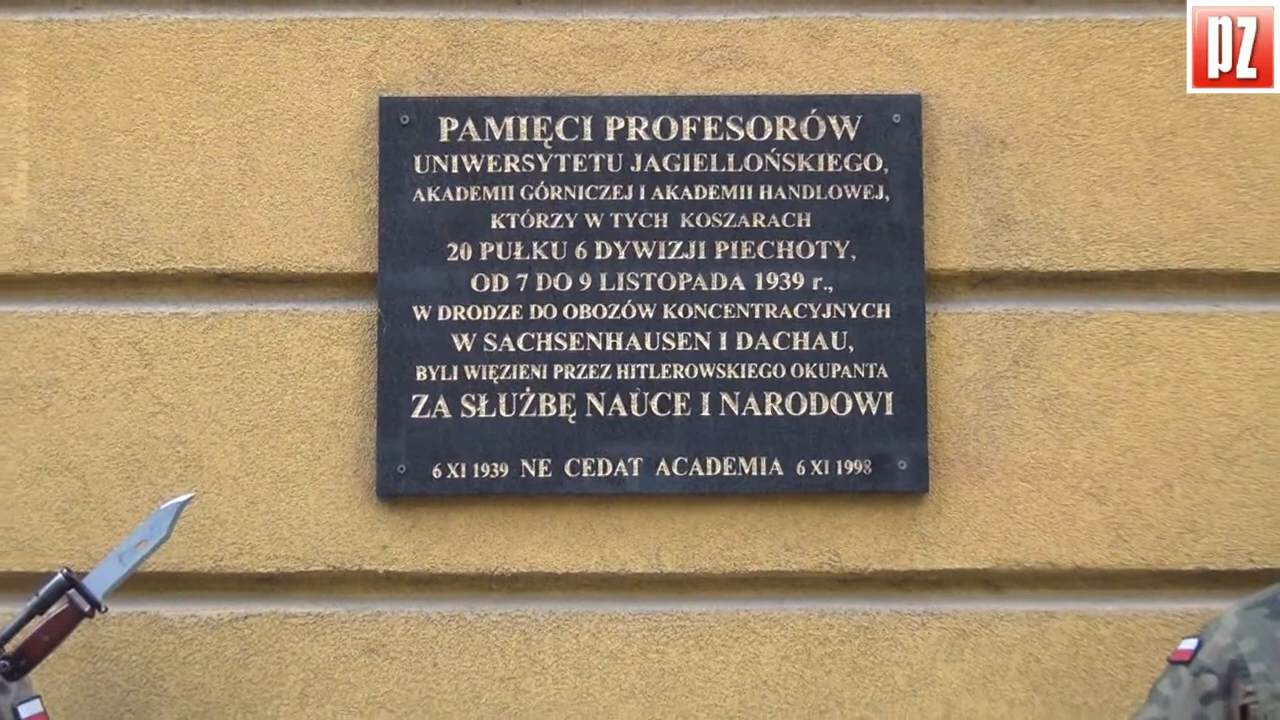 PZ
PAMIĘCI PROFESORÓW
UNIWERSYTETU JAGIELLOŃSKIEGO,
AKADEMII GÓRNICZEJ I AKADEMII HANDLOWEJ,
KTÓRZY W TYCH KOSZARACH
20 PUŁKU 6 DYWIZJI PIECHOTY,
OD 7 DO 9 LISTOPADA 1939 r.,
W DRODZE DO OBOZÓW KONCENTRACYJNYCH
W SACHSENHAUSEN I DACHAU,
BYLI WIĘZIENI PRZEZ HITLEROWSKIEGO OKUPANTA
ZA SŁUŻBĘ NAUCE I NARODOWI
6 XI 1939 NE CEDAT ACADEMIA 6 XI 1998